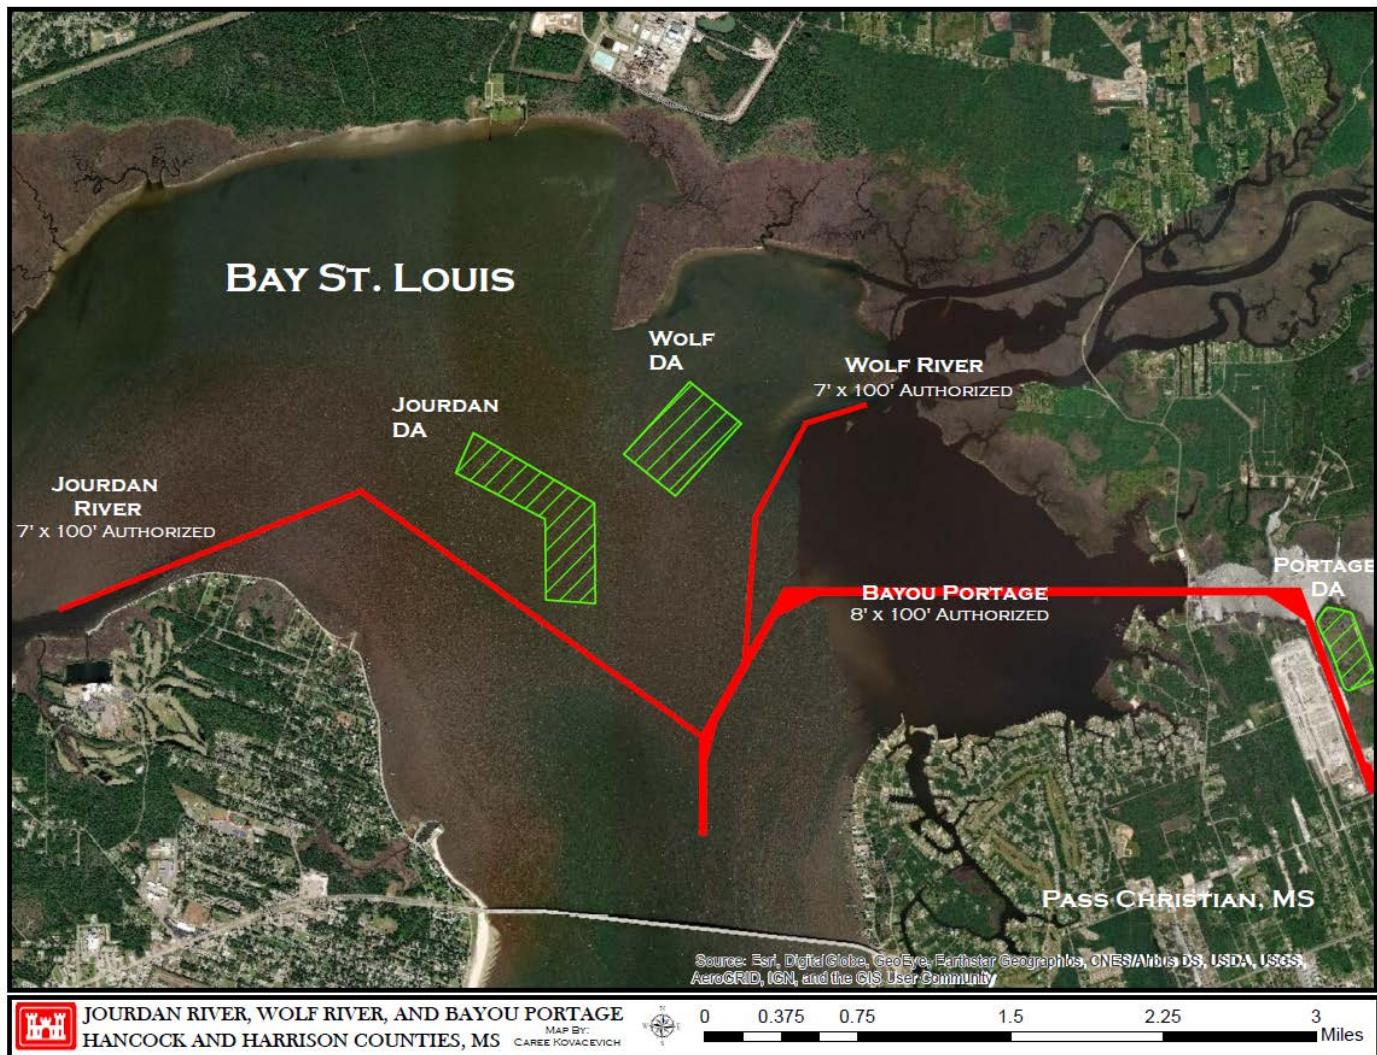 BAY ST. LOUIS
WOLF
DA
WOLF RIVER
7' X 100' AUTHORIZED
JOURDAN
DA
JOURDAN
RIVER
7' X 100' AUTHORIZED
PORTAGE
DA
BAYOU PORTAGE
8' X 100' AUTHORIZED
PASS CHRISTIAN, MS
Source: Esri, DigitalGlobe, GeoEye, Earthstar Geographics, CNES/Airbus DS, USDA, USGS,
AeroGRID, IGN, and the GIS User Community
JOURDAN RIVER, WOLF RIVER, AND BAYOU PORTAGE
HANCOCK AND HARRISON COUNTIES, MS
MAP BY:
CAREE KOVACEVICH
N
W E
S
0 0.375 0.75 1.5 2.25 3
Miles